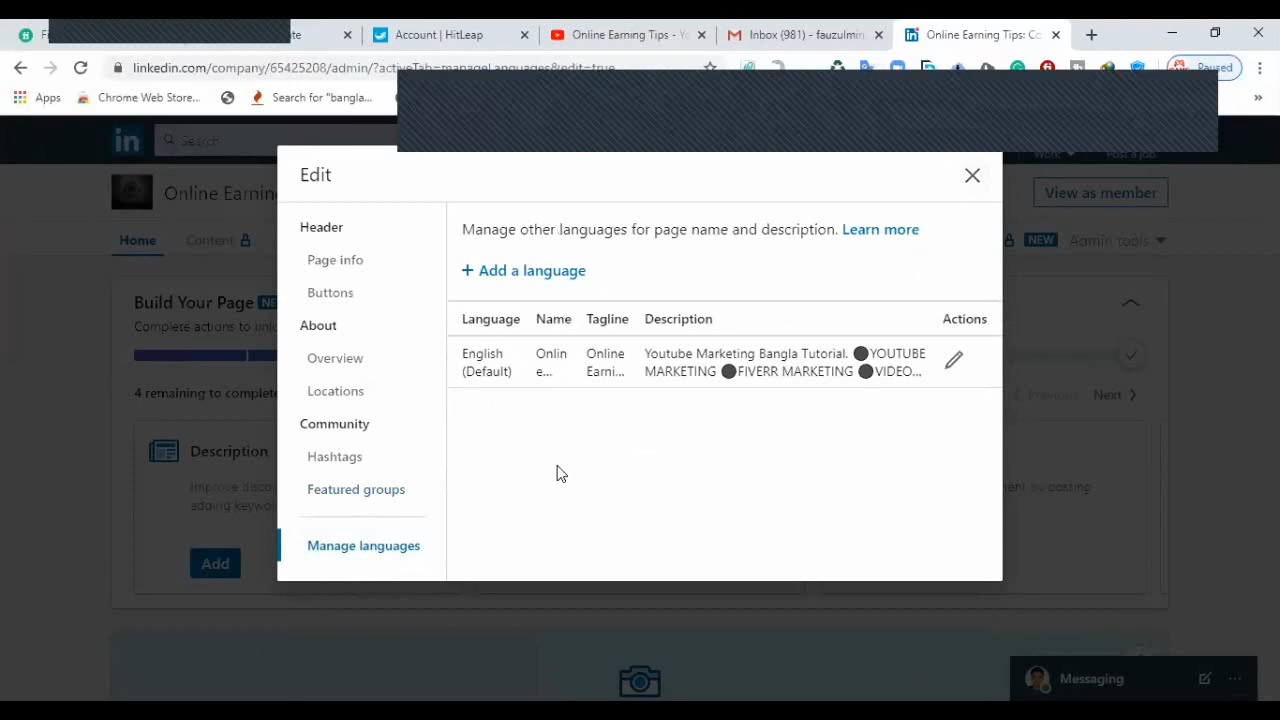 Account | HitLeap
Online Earning Tips - Y
Inbox (981) - fauzulmin
Online Earning Tips: Co
linkedin.com/company/65425208/admin/?activeTab=manageLanguages&edit=true
Paused
Apps
Chrome Web Store...
Search for "bangla...
Search
Work
Post a job
Online Earning
View as member
Home
Content
NEW
Admin tools
Edit
Header
Page info
Buttons
About
Overview
Locations
Community
Hashtags
Featured groups
Manage languages
Manage other languages for page name and description. Learn more
+ Add a language
Language Name Tagline Description Actions
English Onlin Online Youtube Marketing Bangla Tutorial. ⚫YOUTUBE
(Default) e... Earni... MARKETING ⚫FIVERR MARKETING ⚫VIDEO...
Build Your Page
Complete actions to unlo
4 remaining to complete
Previous
Next
Description
Improve disco
adding keywo
Add
by posting
Messaging